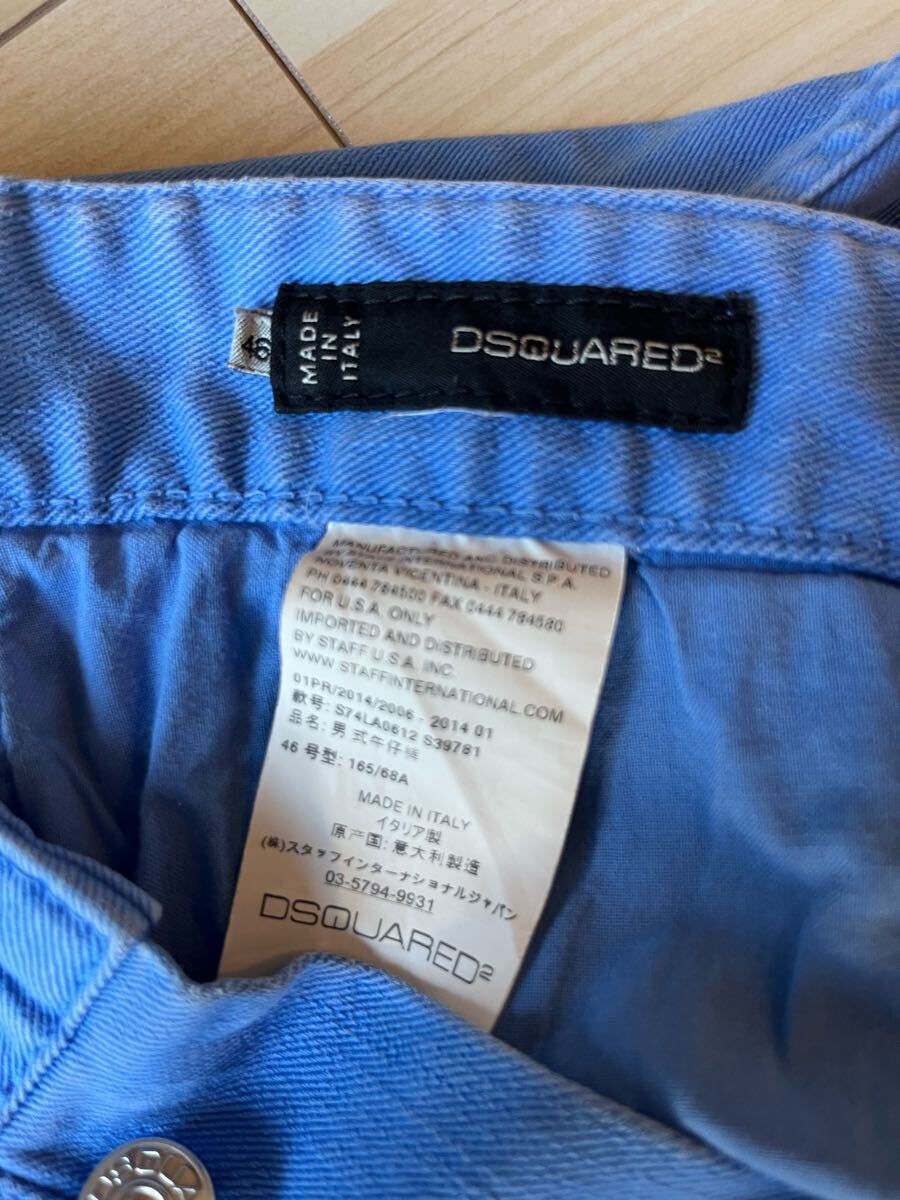 46
MADE
IN
ITALY
DSQUARED2
MANUFACTURED AND DISTRIBUTED
BY STAFF INTERNATIONAL S.P.A.
NOVENTA VICENTINA - ITALY
PH 0444 784500 FAX 0444 784580
FOR U.S.A. ONLY
IMPORTED AND DISTRIBUTED
BY STAFF U.S.A. INC.
WWW.STAFFINTERNATIONAL.COM
01PR/2014/2006 - 2014 01
款号: S74LA0612 S39781
品名: 男式牛仔裤
46 号型: 165/68A
MADE IN ITALY
イタリア製
原产国: 意大利製造
(株)スタッフインターナショナルジャパン
03-5794-9931
DSQUARED2